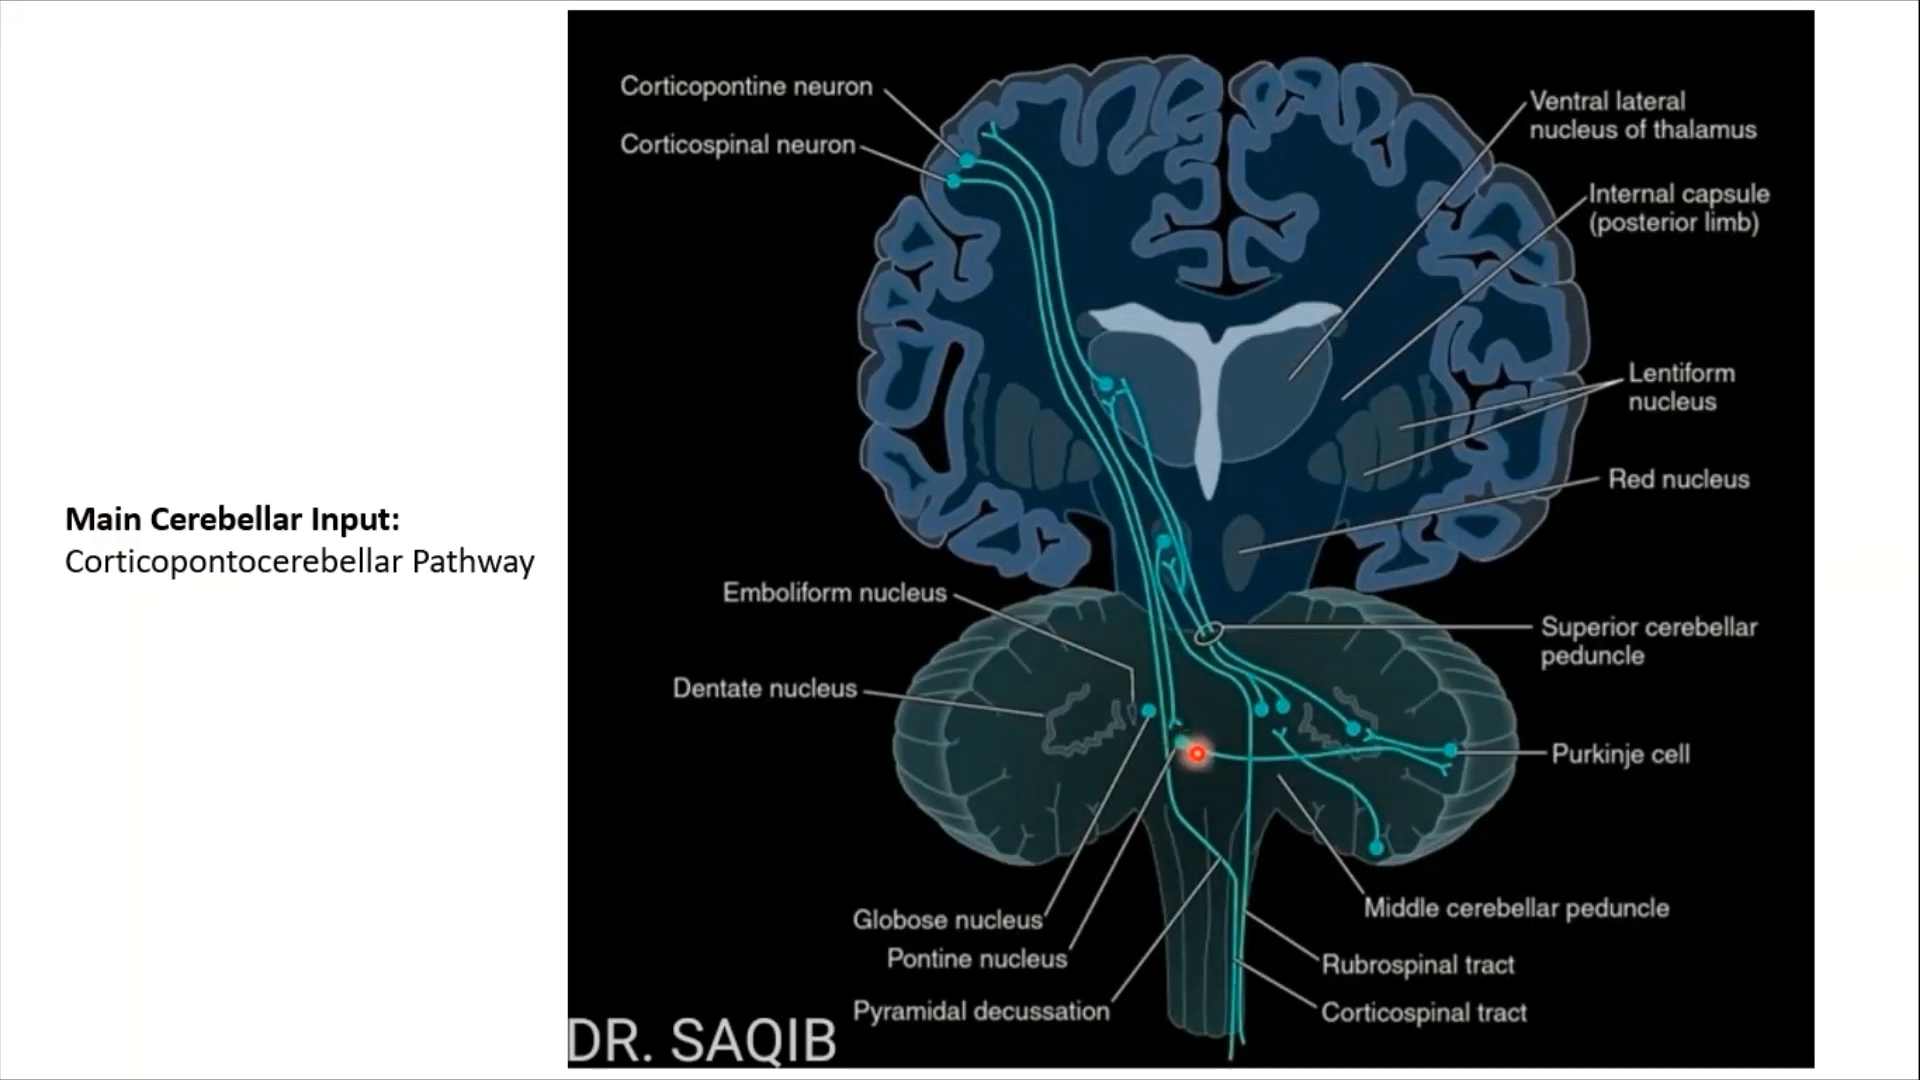 Main Cerebellar Input:
Corticopontocerebellar Pathway
Corticopontine neuron
Corticospinal neuron
Ventral lateral
nucleus of thalamus
Internal capsule
(posterior limb)
Lentiform
nucleus
Red nucleus
Emboliform nucleus
Superior cerebellar
peduncle
Dentate nucleus
Purkinje cell
Middle cerebellar peduncle
Globose nucleus
Pontine nucleus
Rubrospinal tract
Pyramidal decussation
Corticospinal tract
DR. SAQIB